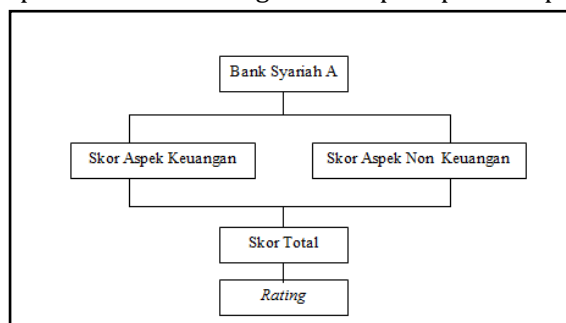 Bank Syariah A
Skor Aspek Keuangan
Skor Aspek Non Keuangan
Skor Total
Rating